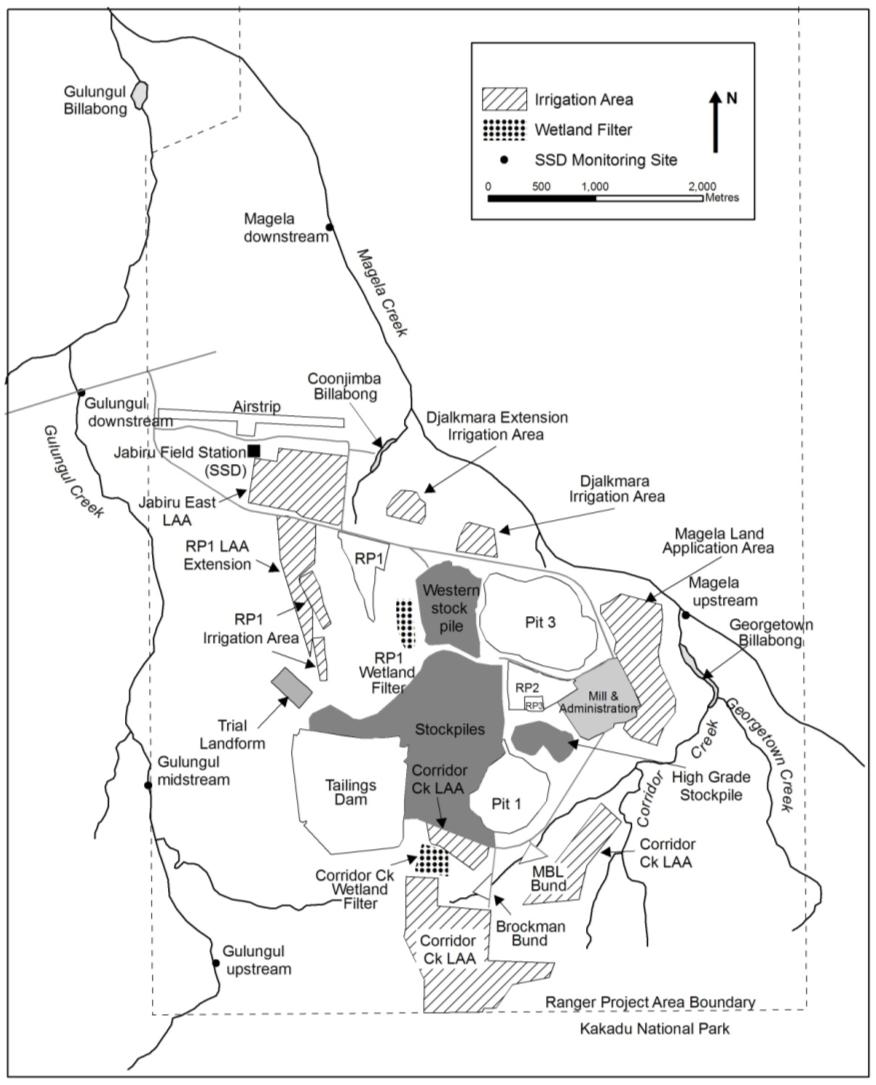 Gulungul
Billabong
Irrigation Area
Wetland Filter
SSD Monitoring Site
N
0 500 1,000 2,000
Metres
Magela
downstream
Magela Creek
Coonjimba
Billabong
Gulungul
downstream
Airstrip
Djalkmara Extension
Irrigation Area
Gulungul Creek
Jabiru Field Station
(SSD)
Jabiru East
LAA
Djalkmara
Irrigation Area
RP1 LAA
Extension
RP1
Magela Land
Application Area
Western
stock
pile
Pit 3
Magela
upstream
RP1
Irrigation Area
Georgetown
Billabong
RP1
Wetland
Filter
RP2
RP3
Mill &
Administration
Trial
Landform
Stockpiles
Georgetown Creek
Corridor Creek
High Grade
Stockpile
Gulungul
midstream
Tailings
Dam
Corridor
Ck LAA
Pit 1
Corridor Ck
Wetland
Filter
MBL
Bund
Corridor
Ck LAA
Brockman
Bund
Corridor
Ck LAA
Gulungul
upstream
Ranger Project Area Boundary
Kakadu National Park